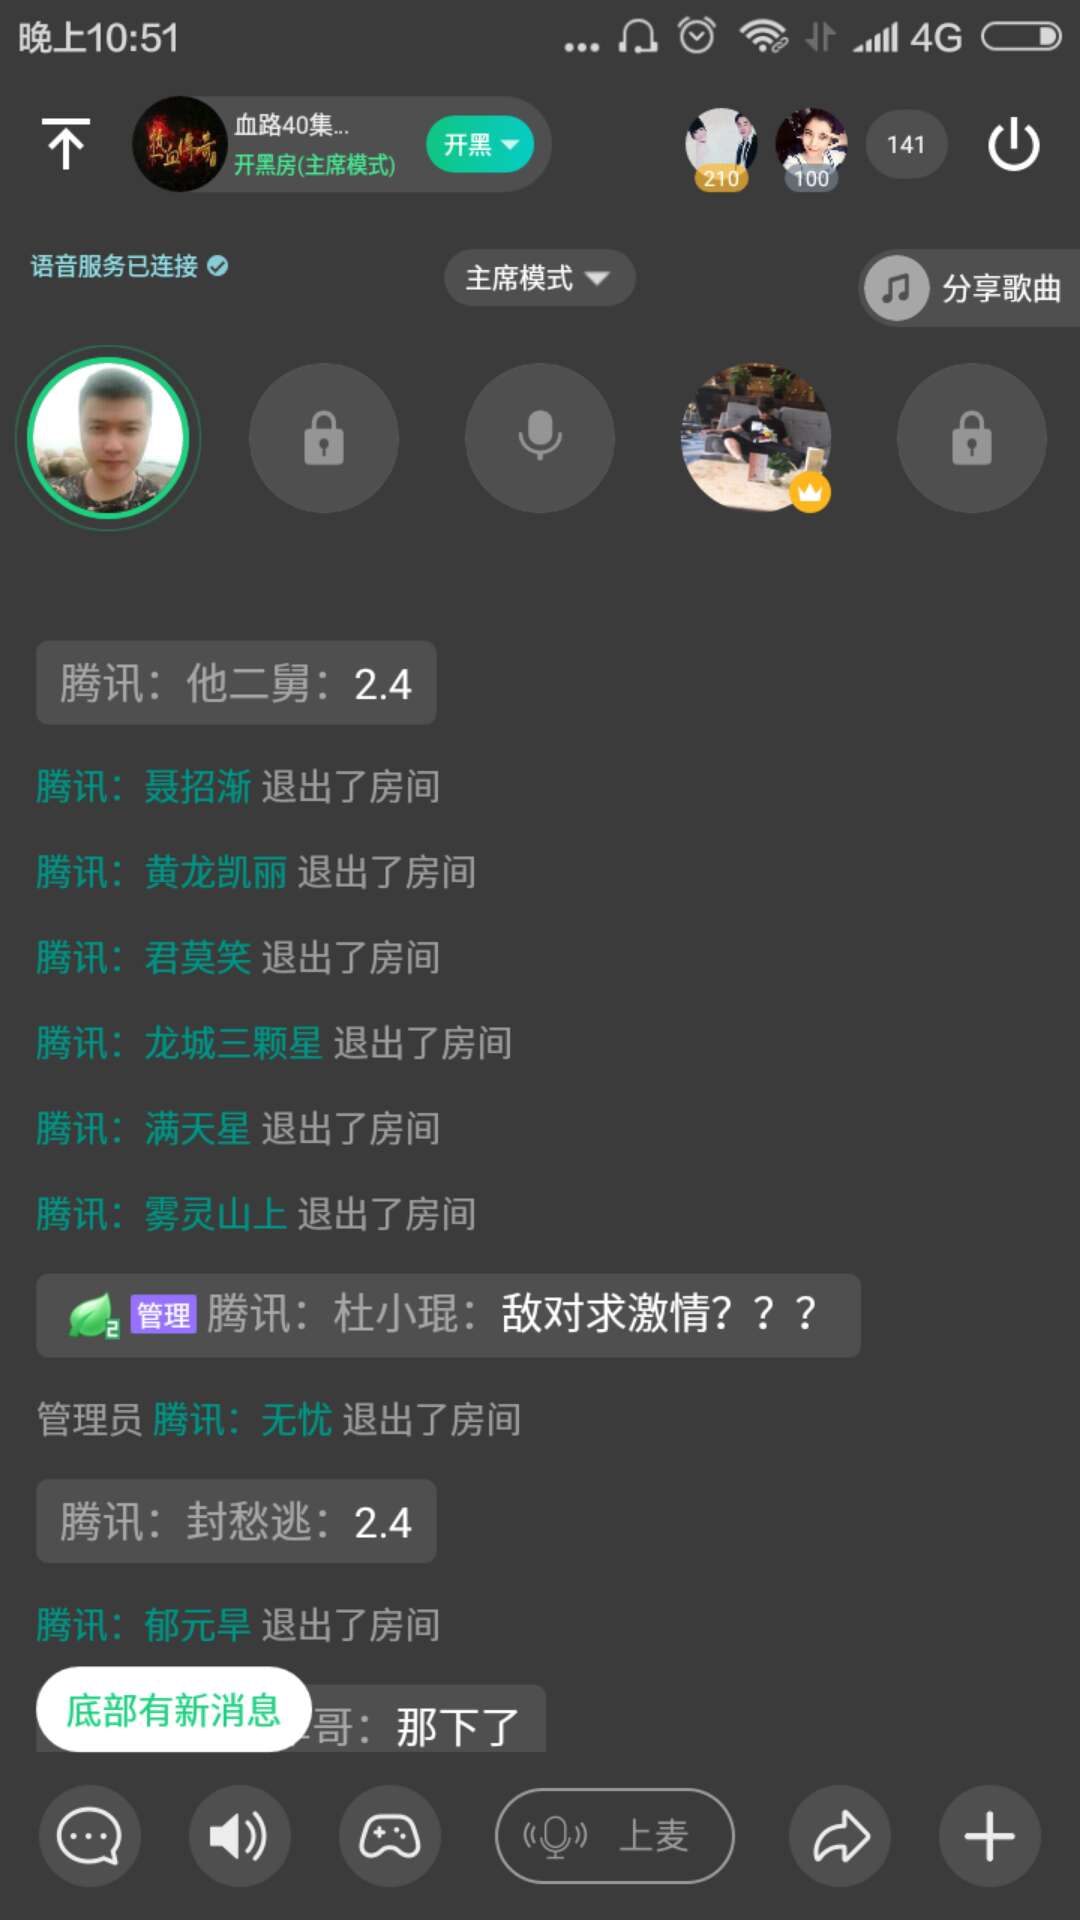 晚上10:51
4G
热血传奇
血路40集...
开黑房(主席模式)
开黑
210
100
141
语音服务已连接
主席模式
分享歌曲
腾讯：他二舅：2.4
腾讯：聂招渐 退出了房间
腾讯：黄龙凯丽 退出了房间
腾讯：君莫笑 退出了房间
腾讯：龙城三颗星 退出了房间
腾讯：满天星 退出了房间
腾讯：雾灵山上 退出了房间
2 管理 腾讯：杜小琨：敌对求激情？？？
管理员 腾讯：无忧 退出了房间
腾讯：封愁逃：2.4
腾讯：郁元旱 退出了房间
底部有新消息
哥：那下了
上麦